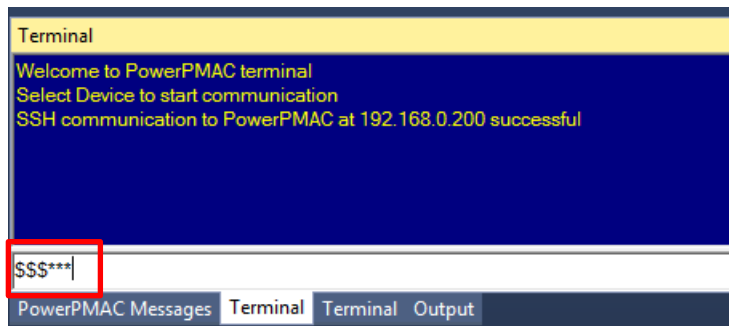 Terminal
Welcome to PowerPMAC terminal
Select Device to start communication
SSH communication to PowerPMAC at 192.168.0.200 successful
$$$***
PowerPMAC Messages Terminal Terminal Output